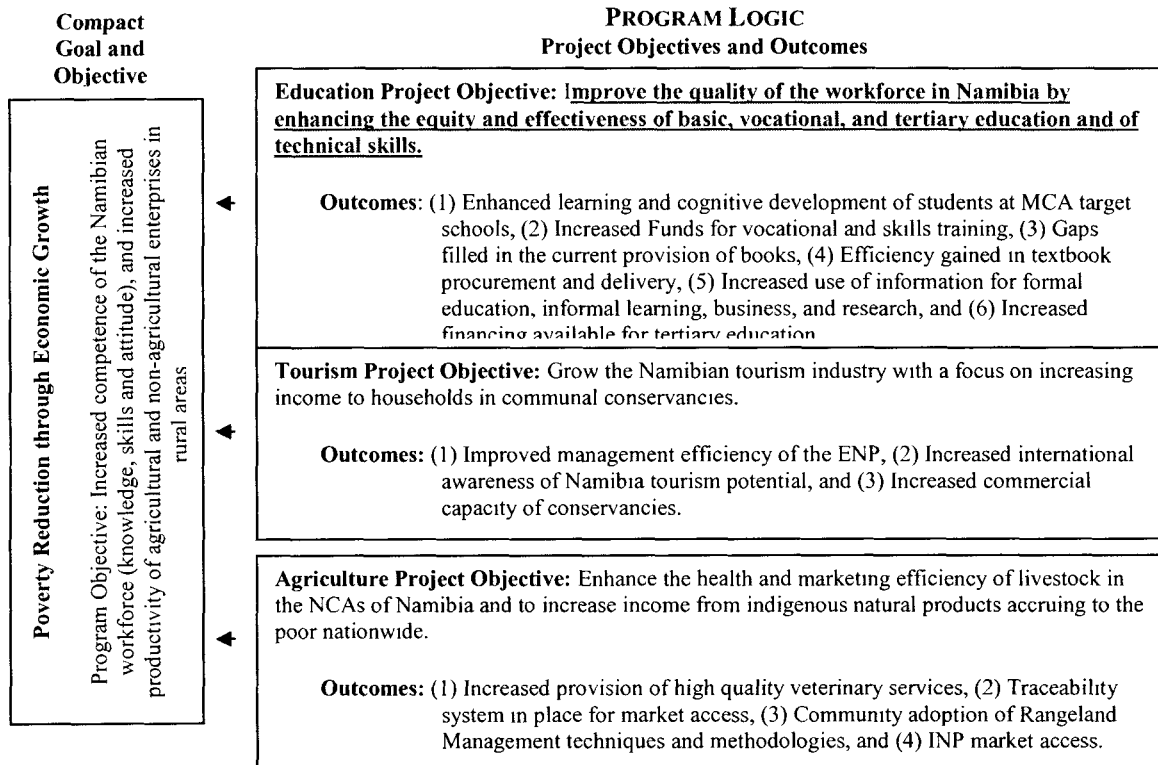 Compact
Goal and
Objective
PROGRAM LOGIC
Project Objectives and Outcomes
Poverty Reduction through Economic Growth
Program Objective: Increased competence of the Namibian
workforce (knowledge, skills and attitude), and increased
productivity of agricultural and non-agricultural enterprises in
rural areas
Education Project Objective: Improve the quality of the workforce in Namibia by
enhancing the equity and effectiveness of basic, vocational, and tertiary education and of
technical skills.
Outcomes: (1) Enhanced learning and cognitive development of students at MCA target
schools, (2) Increased Funds for vocational and skills training, (3) Gaps
filled in the current provision of books, (4) Efficiency gained in textbook
procurement and delivery, (5) Increased use of information for formal
education, informal learning, business, and research, and (6) Increased
financing available for tertiary education
Tourism Project Objective: Grow the Namibian tourism industry with a focus on increasing
income to households in communal conservancies.
Outcomes: (1) Improved management efficiency of the ENP, (2) Increased international
awareness of Namibia tourism potential, and (3) Increased commercial
capacity of conservancies.
Agriculture Project Objective: Enhance the health and marketing efficiency of livestock in
the NCAs of Namibia and to increase income from indigenous natural products accruing to the
poor nationwide.
Outcomes: (1) Increased provision of high quality veterinary services, (2) Traceability
system in place for market access, (3) Community adoption of Rangeland
Management techniques and methodologies, and (4) INP market access.